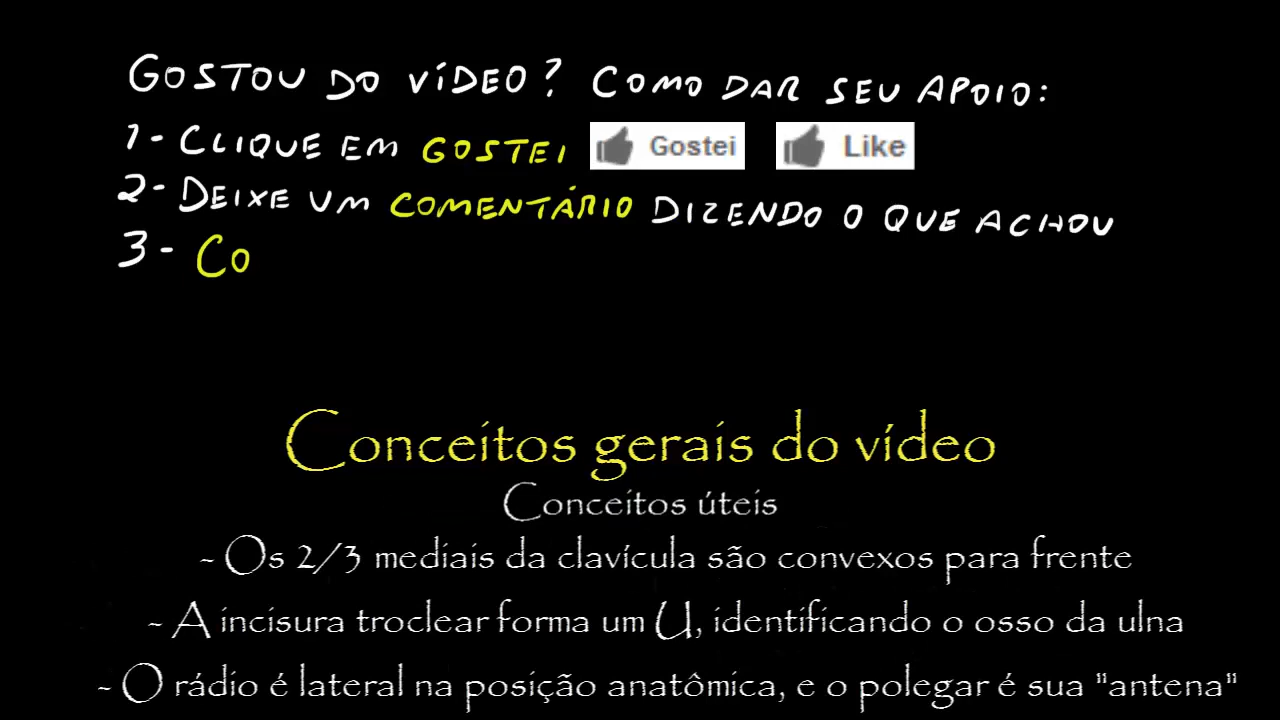 GOSTOU DO VÍDEO? COMO DAR SEU APOIO:
1- CLIQUE EM GOSTEI Gostei Like
2- DEIXE UM COMENTÁRIO DIZENDO O QUE ACHOU
3- CO
Conceitos gerais do vídeo
Conceitos úteis
- Os 2/3 mediais da clavícula são convexos para frente
- A incisura troclear forma um U, identificando o osso da ulna
- O rádio é lateral na posição anatômica, e o polegar é sua "antena"